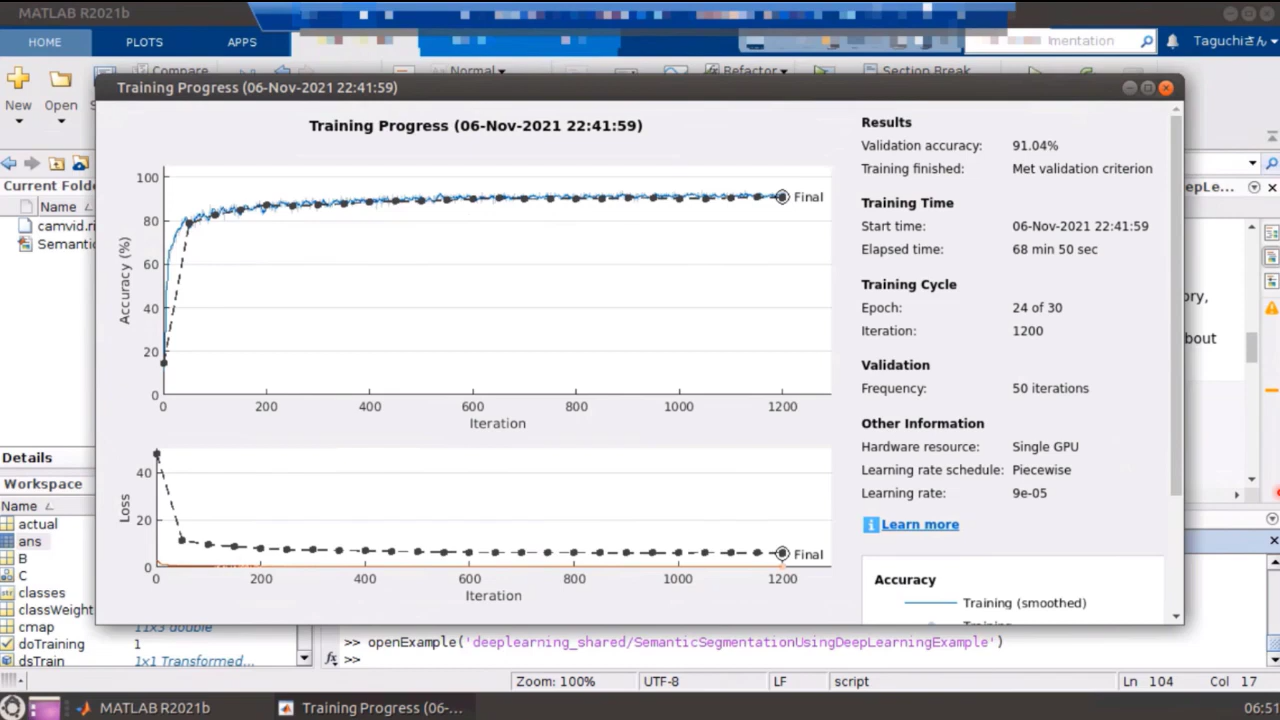 MATLAB R2021b
HOME
PLOTS
APPS
Taguchiさん
New
Open
Compare
Normal
Refactor
Section Break
Current Folde
Name
camvid.ri
Semantic
Details
Workspace
Name
actual
ans
B
C
classes
classWeight
cmap
11x3 double
doTraining
1
dsTrain
1x1 Transformed...
Training Progress (06-Nov-2021 22:41:59)
Training Progress (06-Nov-2021 22:41:59)
100
80
60
40
20
0
Accuracy (%)
Final
0 200 400 600 800 1000 1200
Iteration
40
20
0
Loss
Final
0 200 400 600 800 1000 1200
Iteration
Results
Validation accuracy: 91.04%
Training finished: Met validation criterion
Training Time
Start time: 06-Nov-2021 22:41:59
Elapsed time: 68 min 50 sec
Training Cycle
Epoch: 24 of 30
Iteration: 1200
Validation
Frequency: 50 iterations
Other Information
Hardware resource: Single GPU
Learning rate schedule: Piecewise
Learning rate: 9e-05
Learn more
Accuracy
Training (smoothed)
epLe...
ory,
bout
>> openExample('deeplearning_shared/SemanticSegmentationUsingDeepLearningExample')
fx >>
Zoom: 100%
UTF-8
LF
script
Ln 104
Col 17
MATLAB R2021b
Training Progress (06-...
06:51